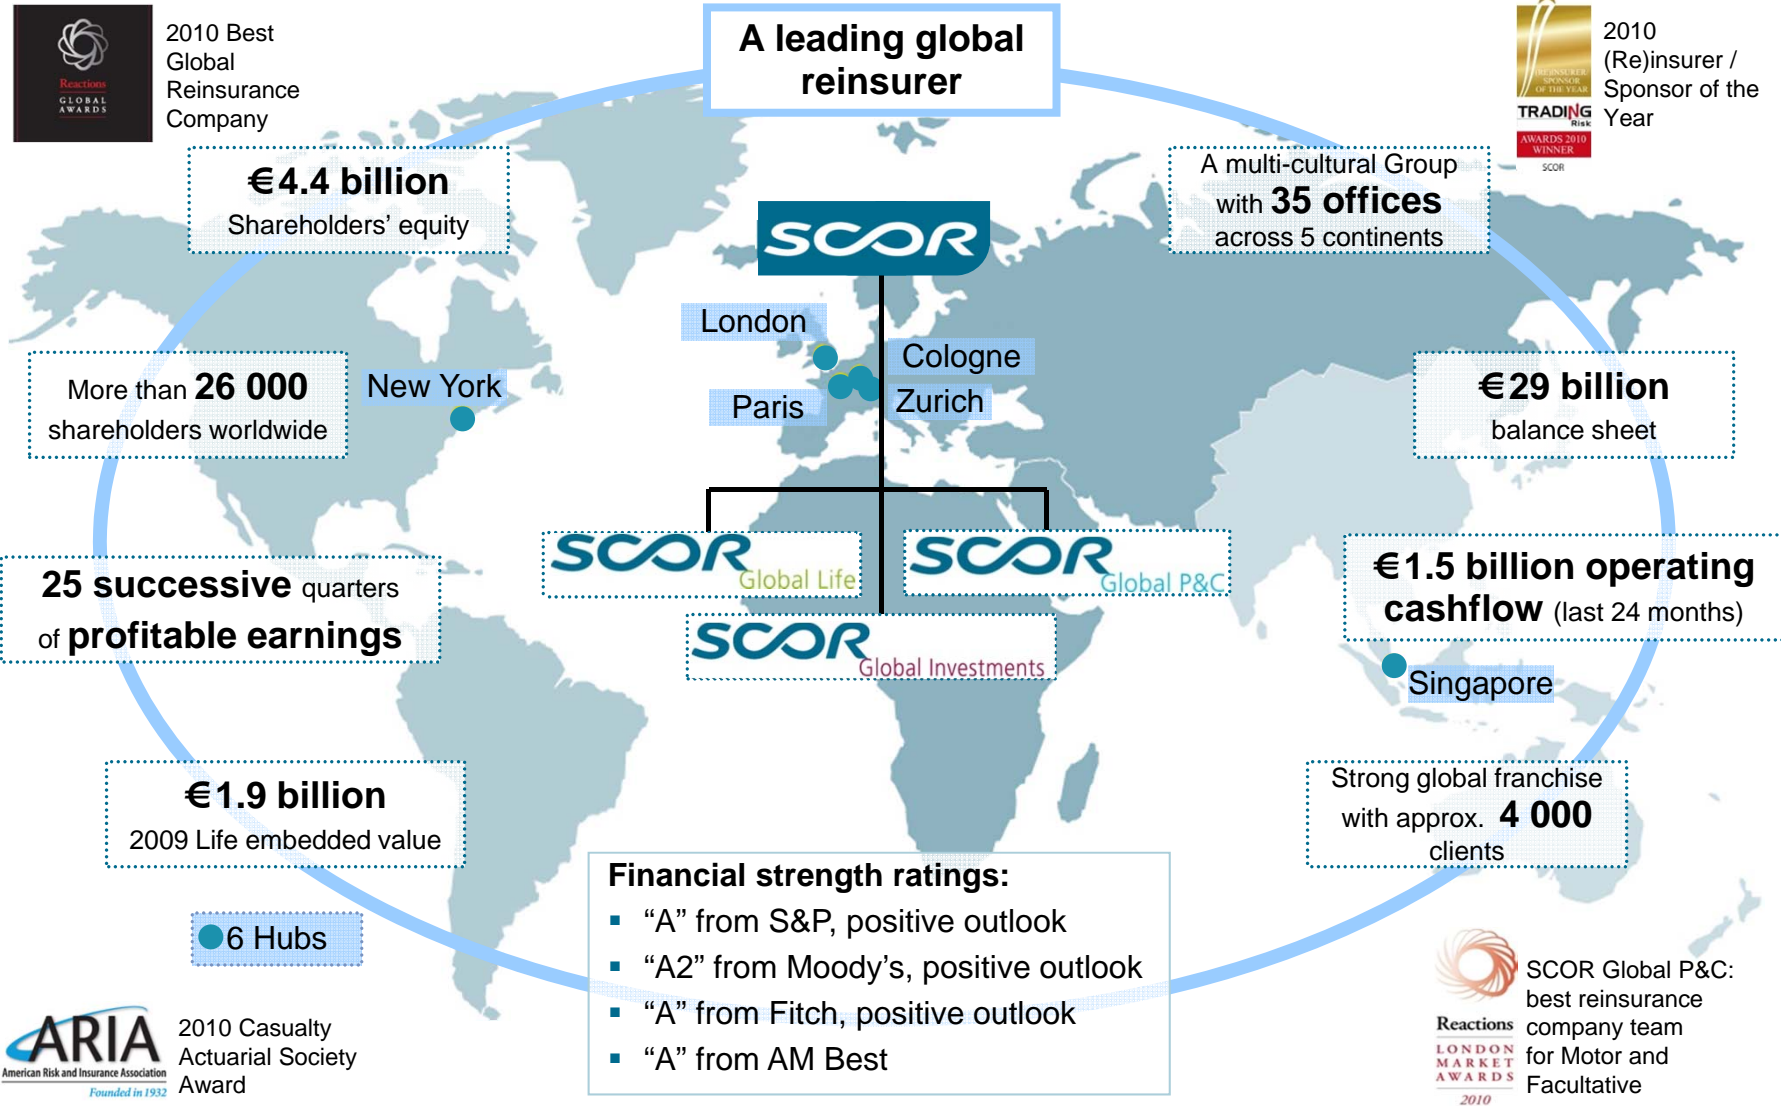 Reactions
GLOBAL
AWARDS
2010 Best
Global
Reinsurance
Company
A leading global
reinsurer
(RE)INSURER/
SPONSOR
OF THE YEAR
TRADING
Risk
AWARDS 2010
WINNER
SCOR
2010
(Re)insurer /
Sponsor of the
Year
€4.4 billion
Shareholders’ equity
A multi-cultural Group
with 35 offices
across 5 continents
SCOR
London
Cologne
Paris
Zurich
New York
More than 26 000
shareholders worldwide
€29 billion
balance sheet
SCOR
Global Life
SCOR
Global P&C
SCOR
Global Investments
25 successive quarters
of profitable earnings
€1.5 billion operating
cashflow (last 24 months)
Singapore
€1.9 billion
2009 Life embedded value
Strong global franchise
with approx. 4 000
clients
Financial strength ratings:
▪ “A” from S&P, positive outlook
▪ “A2” from Moody’s, positive outlook
▪ “A” from Fitch, positive outlook
▪ “A” from AM Best
6 Hubs
ARIA
American Risk and Insurance Association
Founded in 1932
2010 Casualty
Actuarial Society
Award
Reactions
LONDON
MARKET
AWARDS
2010
SCOR Global P&C:
best reinsurance
company team
for Motor and
Facultative